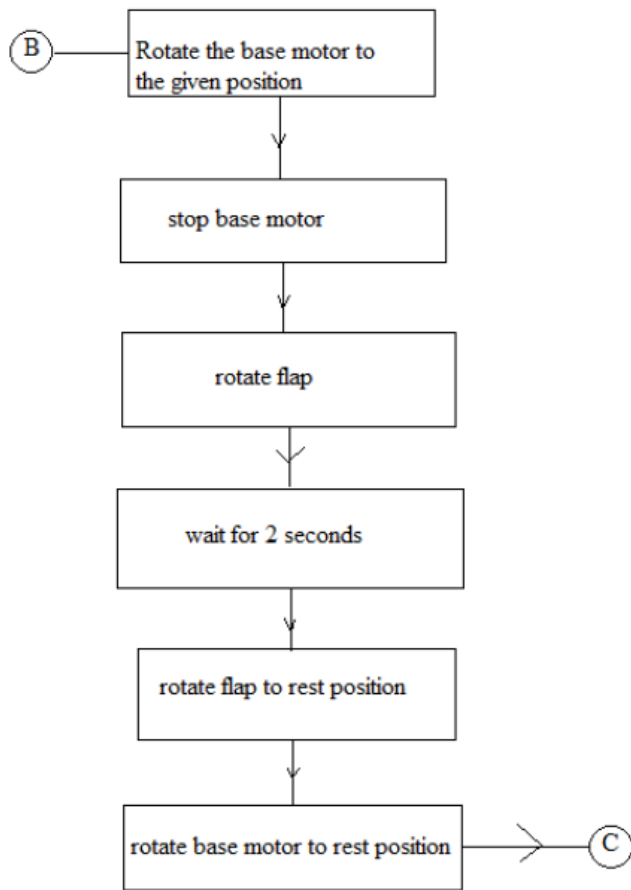 B
Rotate the base motor to
the given position
stop base motor
rotate flap
wait for 2 seconds
rotate flap to rest position
rotate base motor to rest position
C